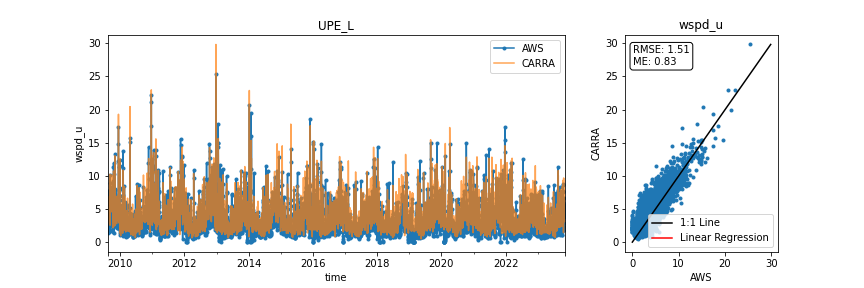 UPE_L
wspd_u
30
25
20
15
10
5
0
wspd_u
AWS
CARRA
2010
2012
2014
2016
2018
2020
2022
time
30
25
20
15
10
5
0
CARRA
RMSE: 1.51
ME: 0.83
1:1 Line
Linear Regression
0
10
20
30
AWS